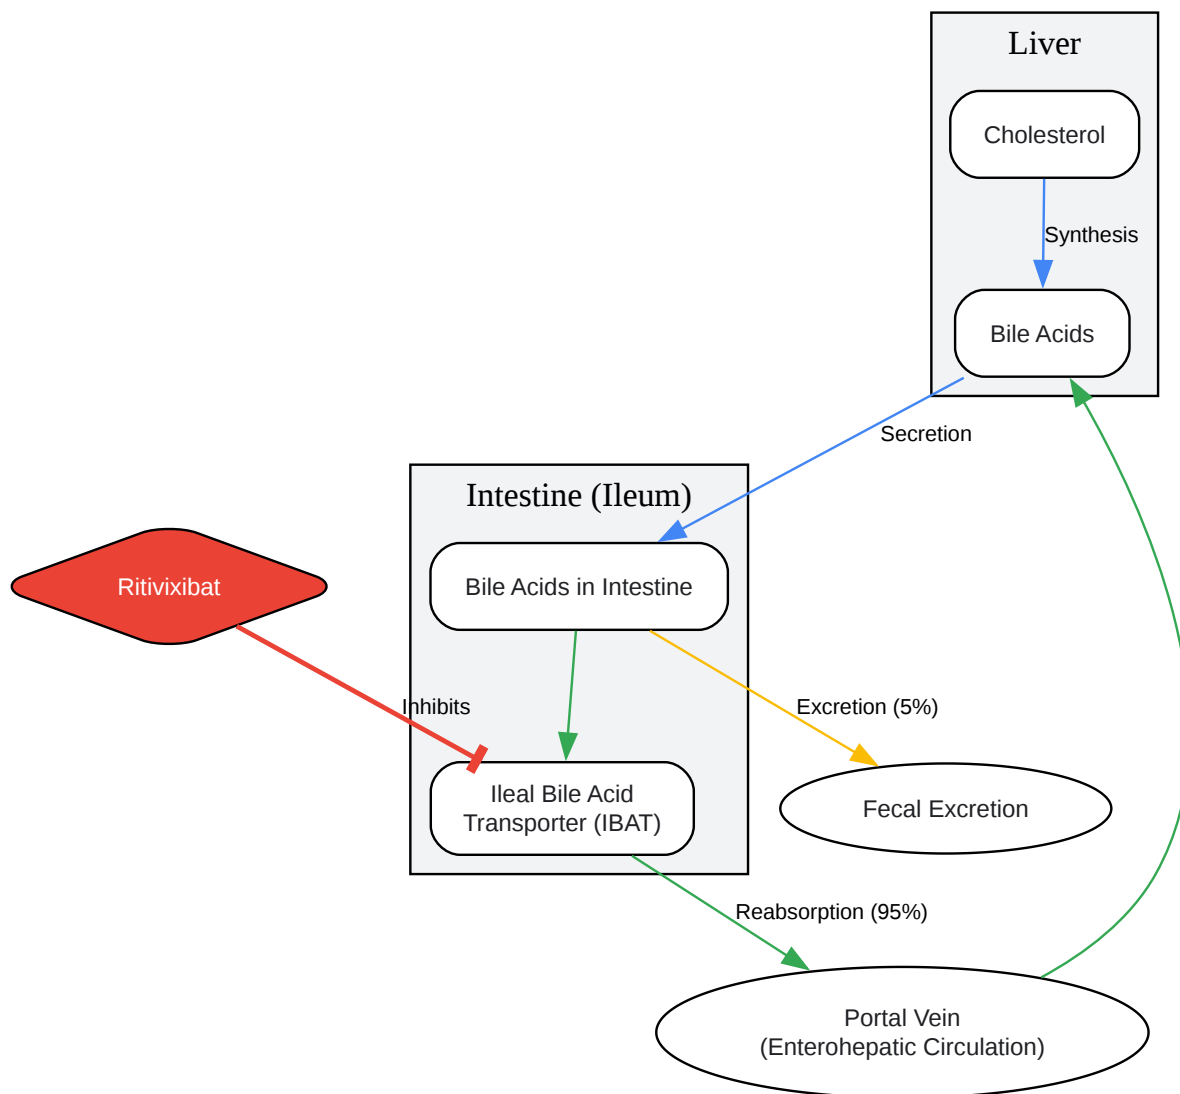 Liver
Cholesterol
Synthesis
Bile Acids
Secretion
Intestine (Ileum)
Bile Acids in Intestine
Ritivixibat
Inhibits
Excretion (5%)
Ileal Bile Acid
Transporter (IBAT)
Fecal Excretion
Reabsorption (95%)
Portal Vein
(Enterohepatic Circulation)